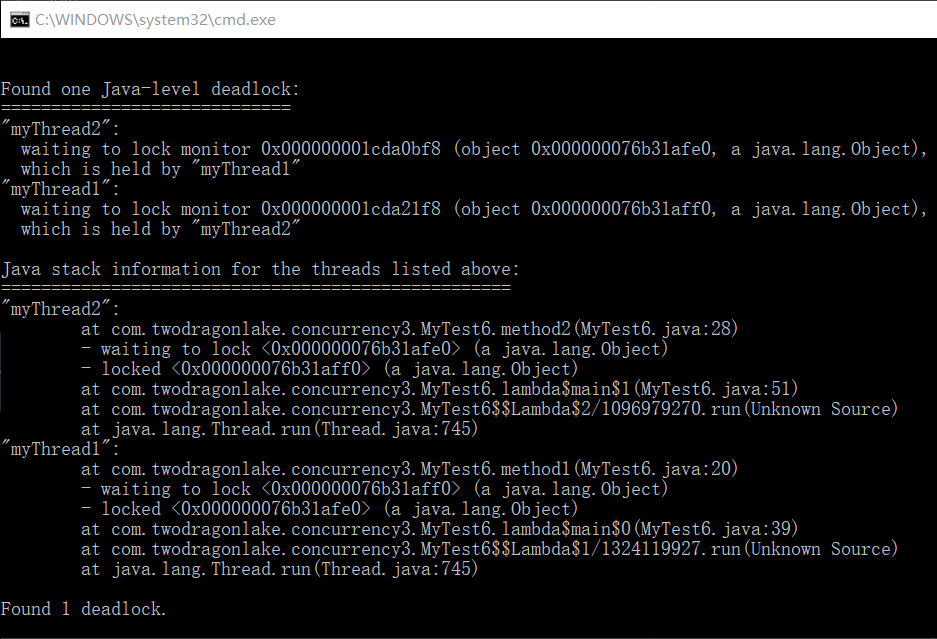 C:\WINDOWS\system32\cmd.exe
Found one Java-level deadlock:
=============================
"myThread2":
  waiting to lock monitor 0x000000001cda0bf8 (object 0x000000076b31afe0, a java.lang.Object),
  which is held by "myThread1"
"myThread1":
  waiting to lock monitor 0x000000001cda21f8 (object 0x000000076b31aff0, a java.lang.Object),
  which is held by "myThread2"
Java stack information for the threads listed above:
===================================================
"myThread2":
        at com.twodragonlake.concurrency3.MyTest6.method2(MyTest6.java:28)
        - waiting to lock <0x000000076b31afe0> (a java.lang.Object)
        - locked <0x000000076b31aff0> (a java.lang.Object)
        at com.twodragonlake.concurrency3.MyTest6.lambda$main$1(MyTest6.java:51)
        at com.twodragonlake.concurrency3.MyTest6$$Lambda$2/1096979270.run(Unknown Source)
        at java.lang.Thread.run(Thread.java:745)
"myThread1":
        at com.twodragonlake.concurrency3.MyTest6.method1(MyTest6.java:20)
        - waiting to lock <0x000000076b31aff0> (a java.lang.Object)
        - locked <0x000000076b31afe0> (a java.lang.Object)
        at com.twodragonlake.concurrency3.MyTest6.lambda$main$0(MyTest6.java:39)
        at com.twodragonlake.concurrency3.MyTest6$$Lambda$1/1324119927.run(Unknown Source)
        at java.lang.Thread.run(Thread.java:745)
Found 1 deadlock.